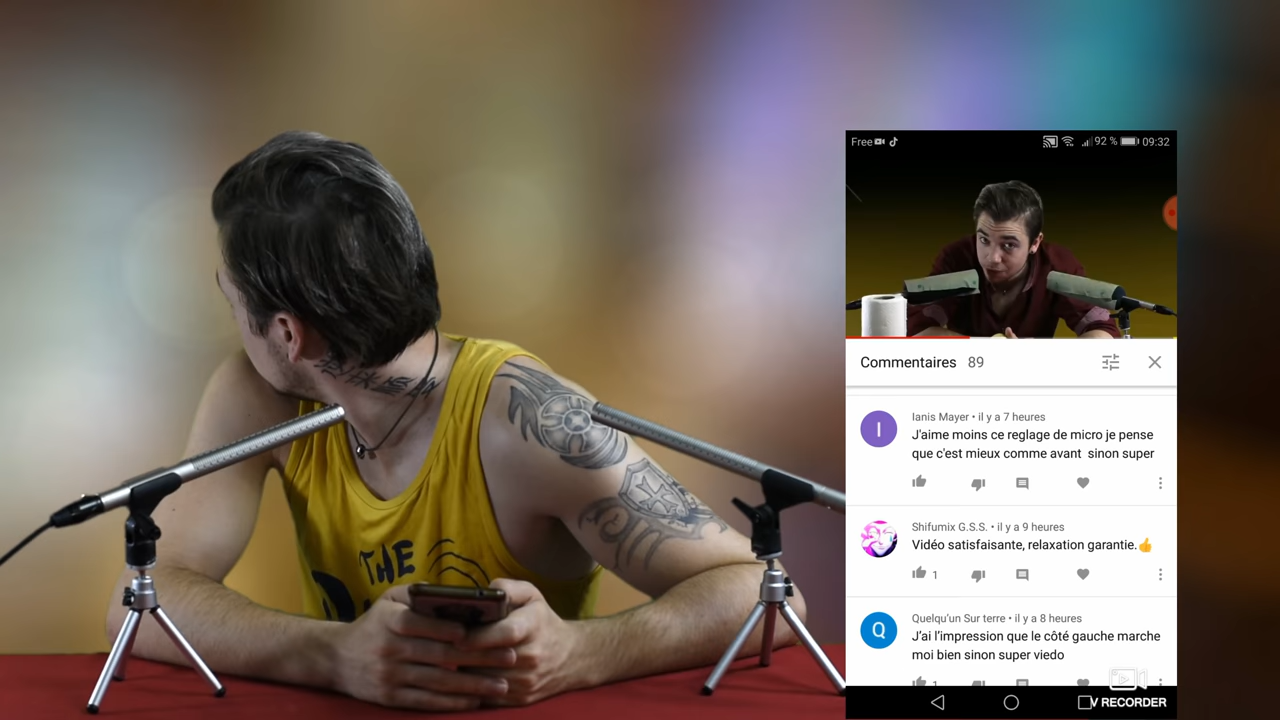 THE
Free 92 % 09:32
Commentaires 89
Ianis Mayer • il y a 7 heures
J'aime moins ce reglage de micro je pense
que c'est mieux comme avant sinon super
Shifumix G.S.S. • il y a 9 heures
Vidéo satisfaisante, relaxation garantie.👍
1
Quelqu'un Sur terre • il y a 8 heures
J'ai l'impression que le côté gauche marche
moi bien sinon super viedo
1
V RECORDER